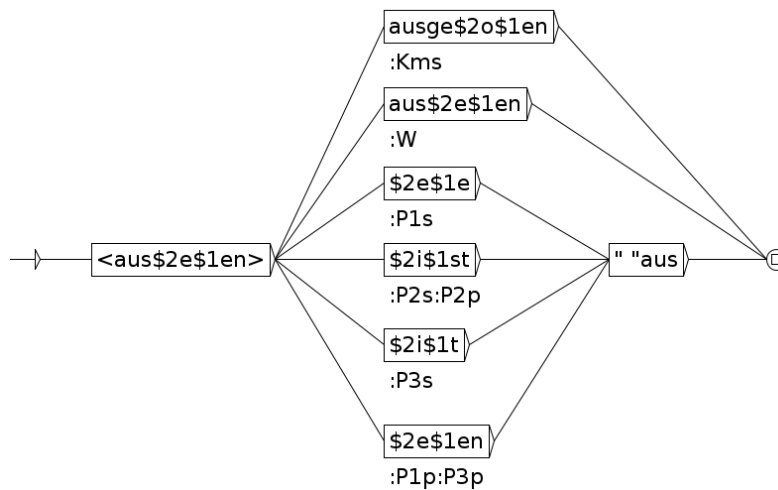 ausge$2o$1en
:Kms
aus$2e$1en
:W
$2e$1e
:P1s
<aus$2e$1en>
$2i$1st
" "aus
:P2s:P2p
$2i$1t
:P3s
$2e$1en
:P1p:P3p